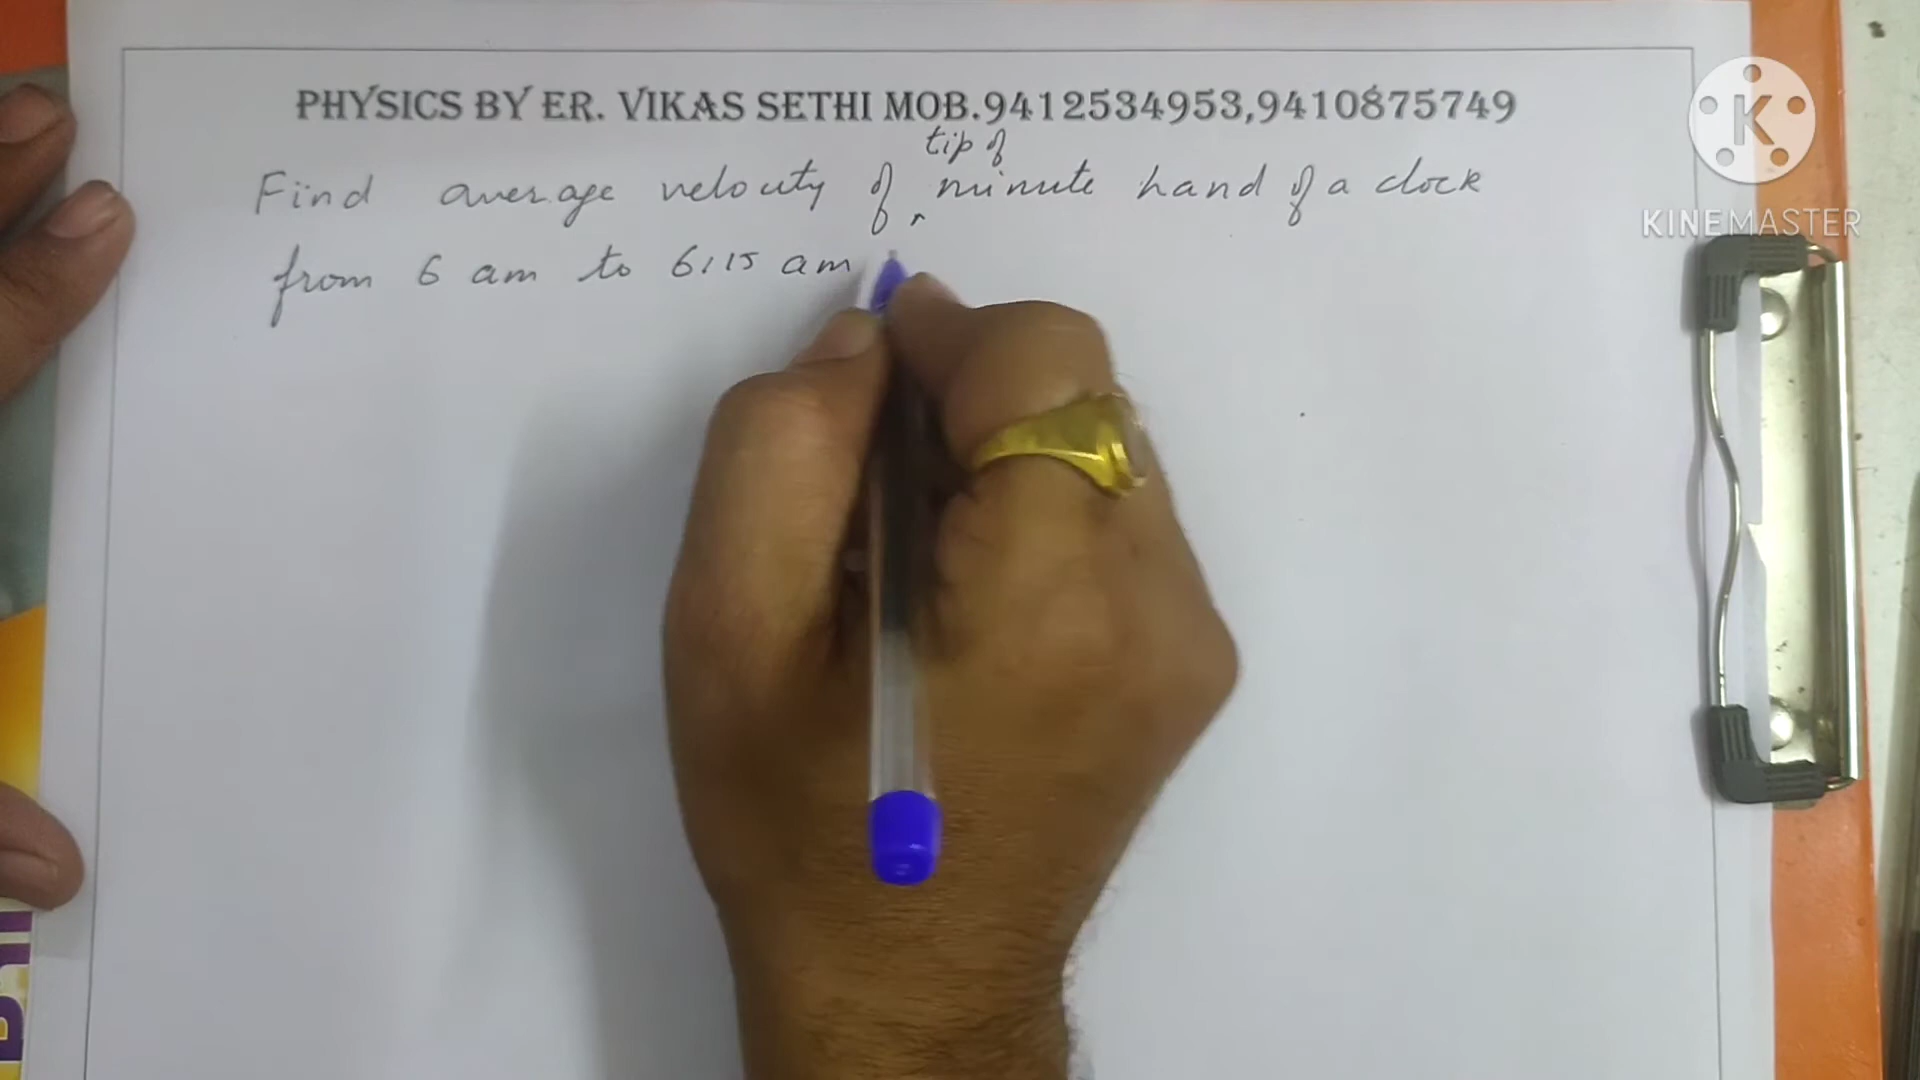 PHYSICS BY ER. VIKAS SETHI MOB.9412534953,9410875749
tip of
Find average velocity of ^ minute hand of a clock
from 6 am to 6:15 am
K
KINEMASTER